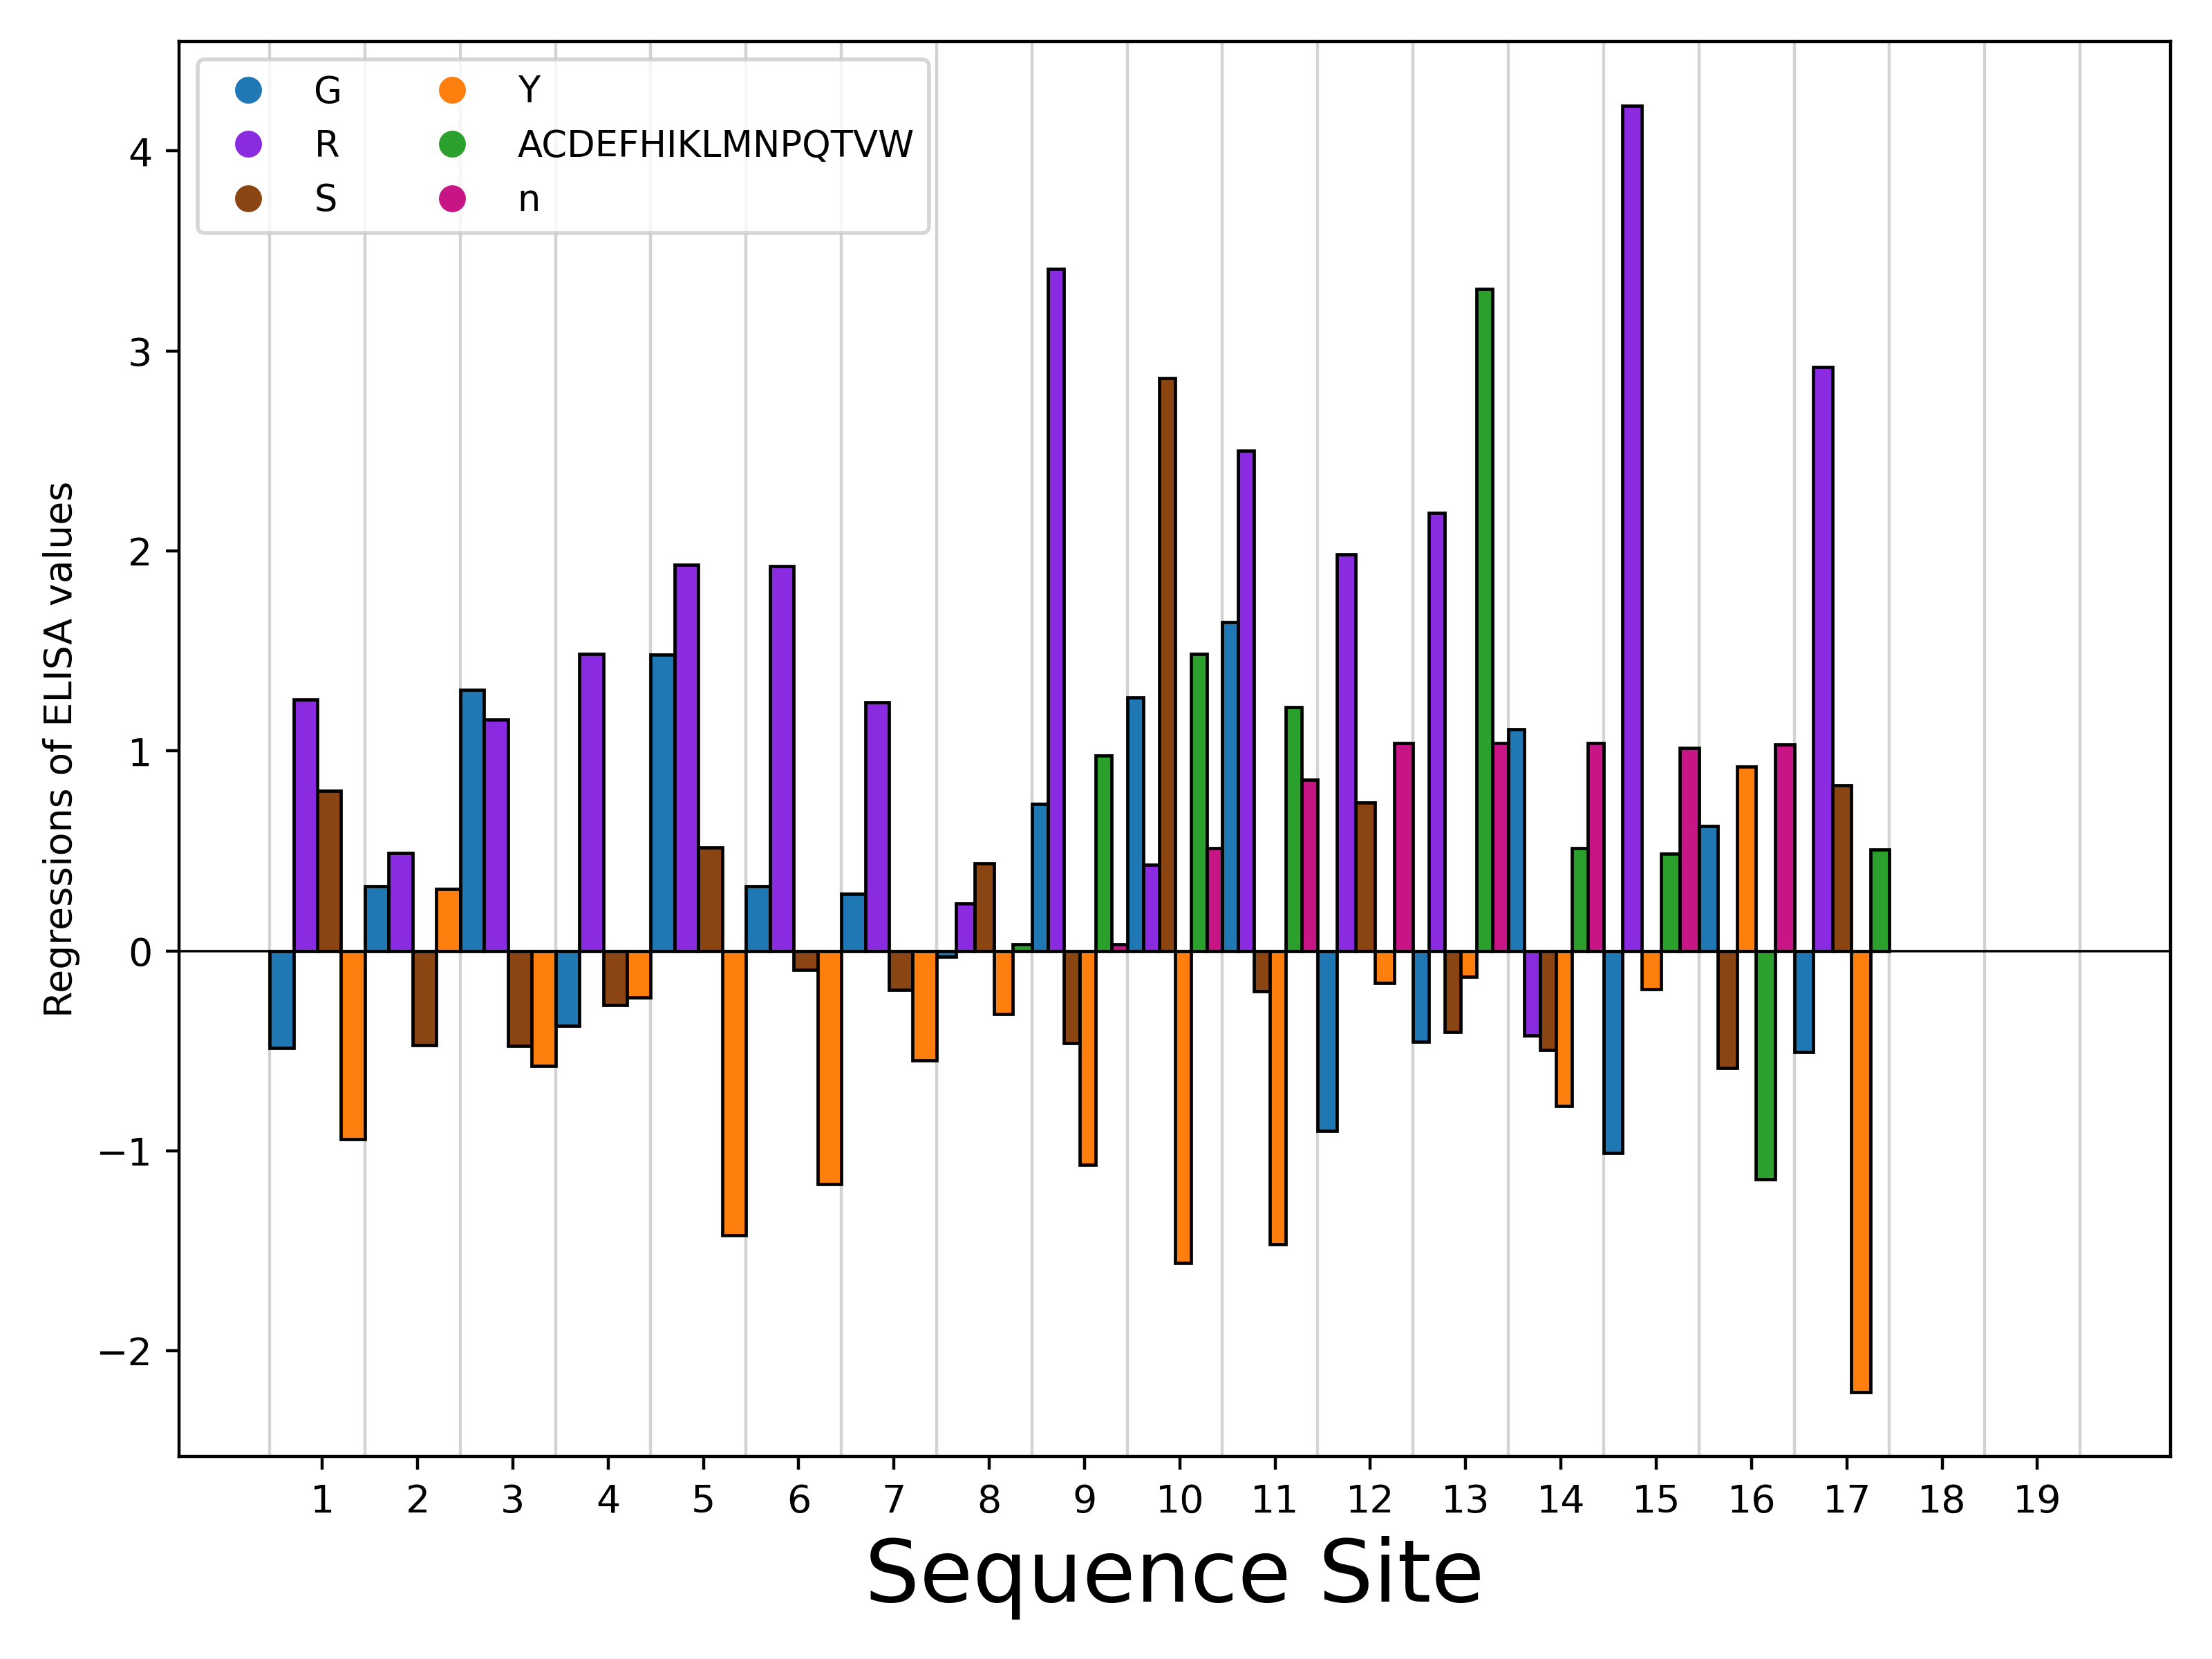 G
R
S
Y
ACDEFHIKLMNPQTVW
n
4
3
2
1
0
−1
−2
Regressions of ELISA values
1 2 3 4 5 6 7 8 9 10 11 12 13 14 15 16 17 18 19
Sequence Site